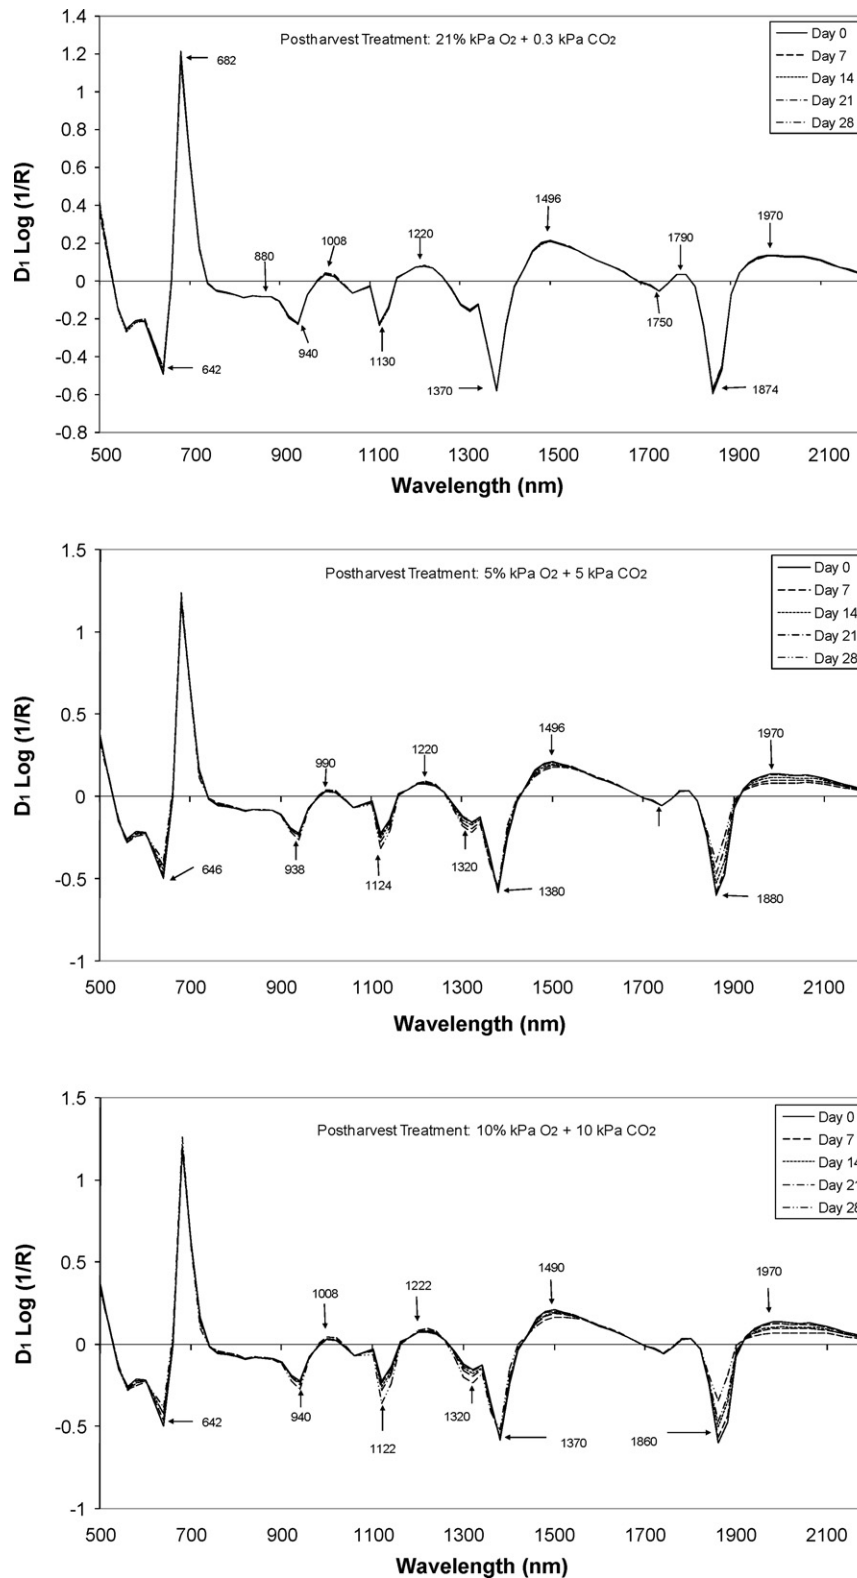 Postharvest Treatment: 21% kPa O2 + 0.3 kPa CO2
Day 0
Day 7
Day 14
Day 21
Day 28
1.4
1.2
1
0.8
0.6
0.4
0.2
0
-0.2
-0.4
-0.6
-0.8
D1 Log (1/R)
682
642
880
1008
940
1220
1130
1370
1496
1790
1750
1970
1874
500 700 900 1100 1300 1500 1700 1900 2100
Wavelength (nm)
Postharvest Treatment: 5% kPa O2 + 5 kPa CO2
Day 0
Day 7
Day 14
Day 21
Day 28
1.5
1
0.5
0
-0.5
-1
D1 Log (1/R)
646
990
938
1220
1124
1320
1496
1380
1970
1880
500 700 900 1100 1300 1500 1700 1900 2100
Wavelength (nm)
Postharvest Treatment: 10% kPa O2 + 10 kPa CO2
Day 0
Day 7
Day 14
Day 21
Day 28
1.5
1
0.5
0
-0.5
-1
D1 Log (1/R)
642
1008
940
1222
1122
1320
1490
1370
1970
1860
500 700 900 1100 1300 1500 1700 1900 2100
Wavelength (nm)